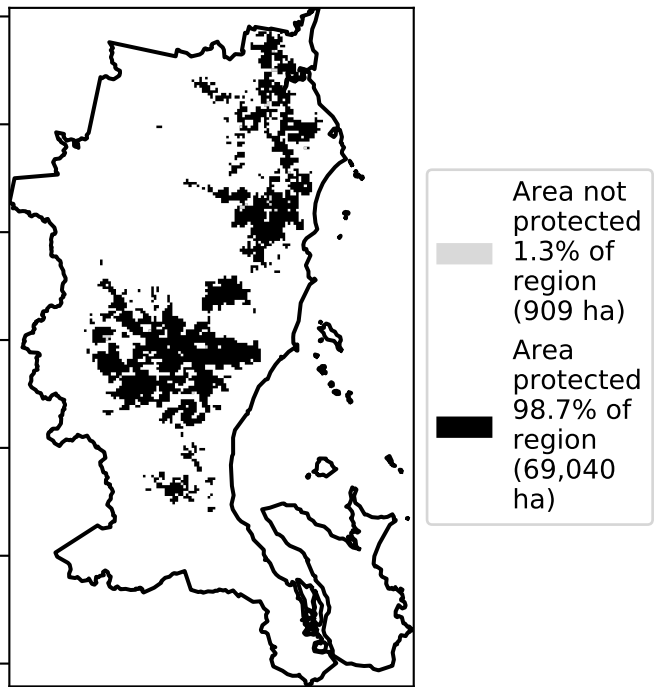 Area not
protected
1.3% of
region
(909 ha)
Area
protected
98.7% of
region
(69,040
ha)